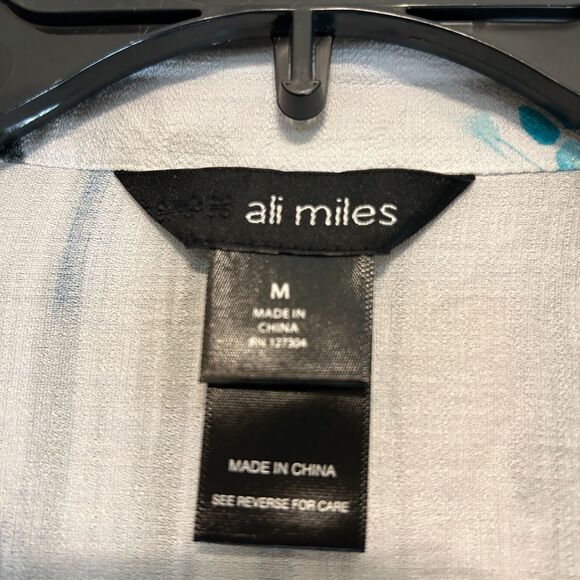 ali miles
M
MADE IN
CHINA
RN 127304
MADE IN CHINA
SEE REVERSE FOR CARE